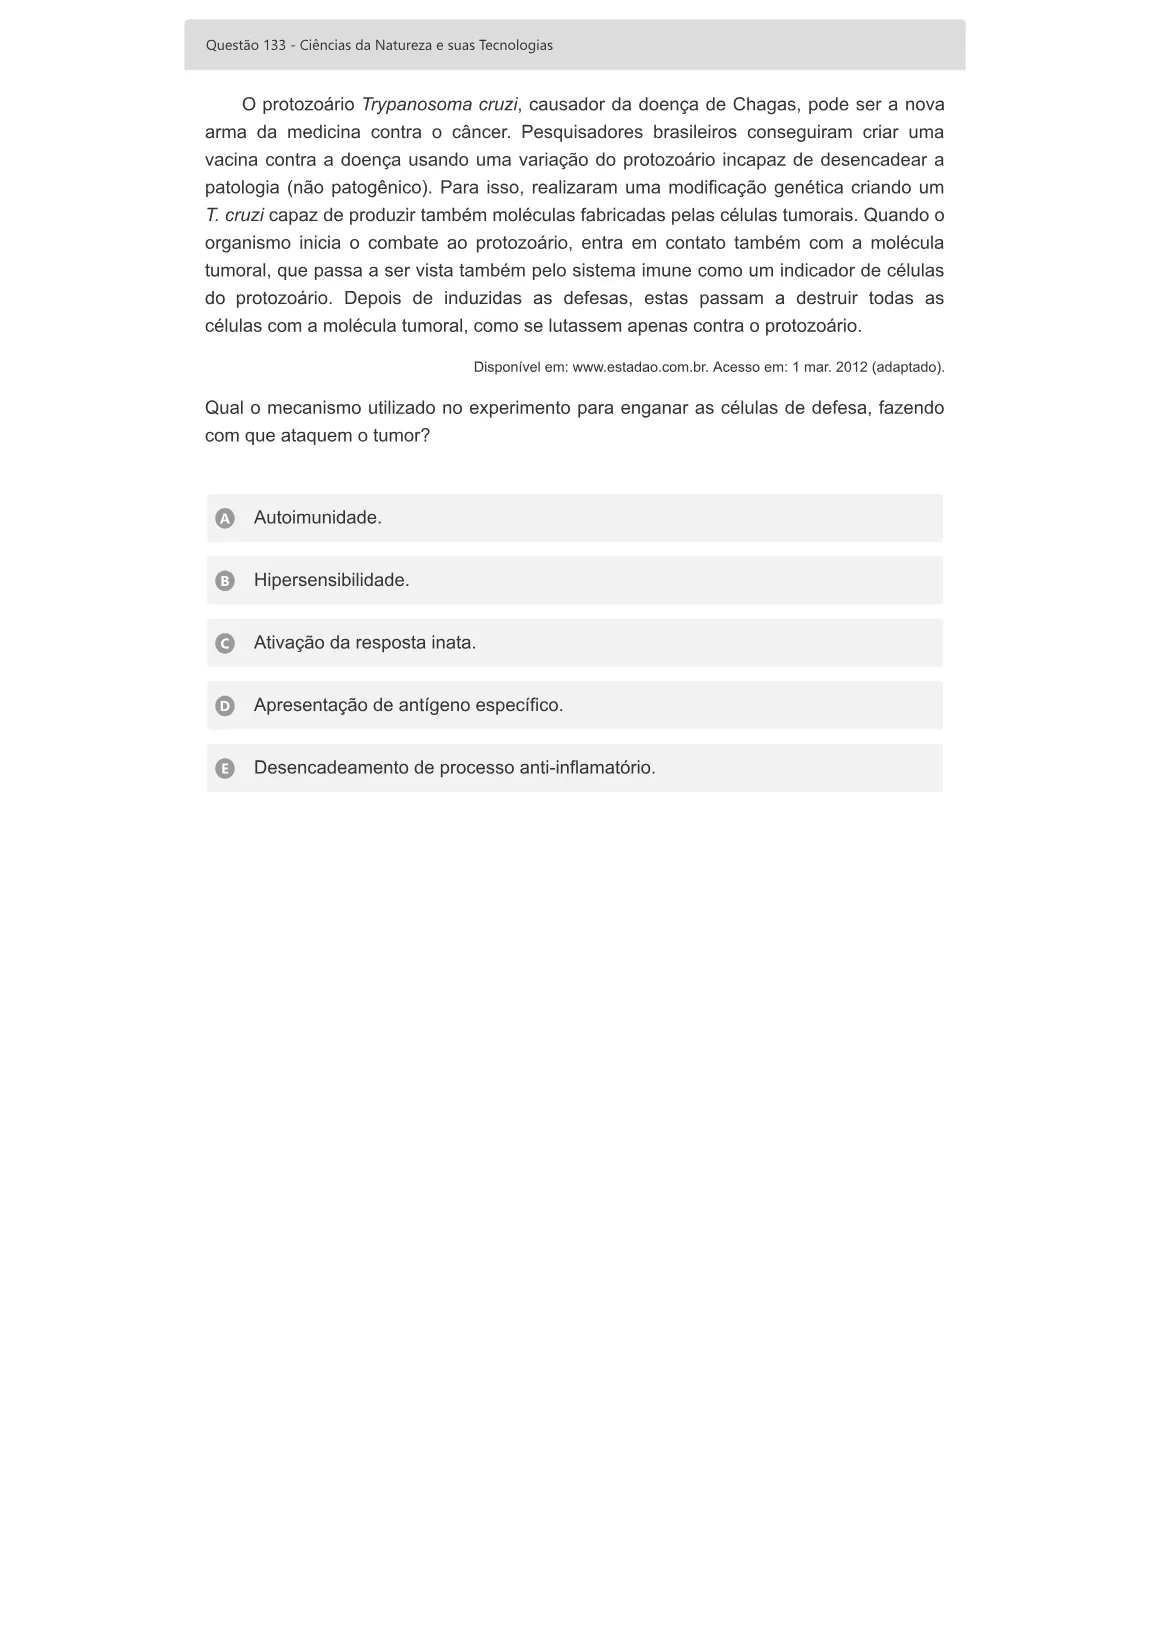 Questão 133 - Ciências da Natureza e suas Tecnologias
O protozoário Trypanosoma cruzi, causador da doença de Chagas, pode ser a nova
arma da medicina contra o câncer. Pesquisadores brasileiros conseguiram criar uma
vacina contra a doença usando uma variação do protozoário incapaz de desencadear a
patologia (não patogênico). Para isso, realizaram uma modificação genética criando um
T. cruzi capaz de produzir também moléculas fabricadas pelas células tumorais. Quando o
organismo inicia o combate ao protozoário, entra em contato também com a molécula
tumoral, que passa a ser vista também pelo sistema imune como um indicador de células
do protozoário. Depois de induzidas as defesas, estas passam a destruir todas as
células com a molécula tumoral, como se lutassem apenas contra o protozoário.
Disponível em: www.estadao.com.br. Acesso em: 1 mar. 2012 (adaptado).
Qual o mecanismo utilizado no experimento para enganar as células de defesa, fazendo
com que ataquem o tumor?
A Autoimunidade.
B Hipersensibilidade.
C Ativação da resposta inata.
D Apresentação de antígeno específico.
E Desencadeamento de processo anti-inflamatório.